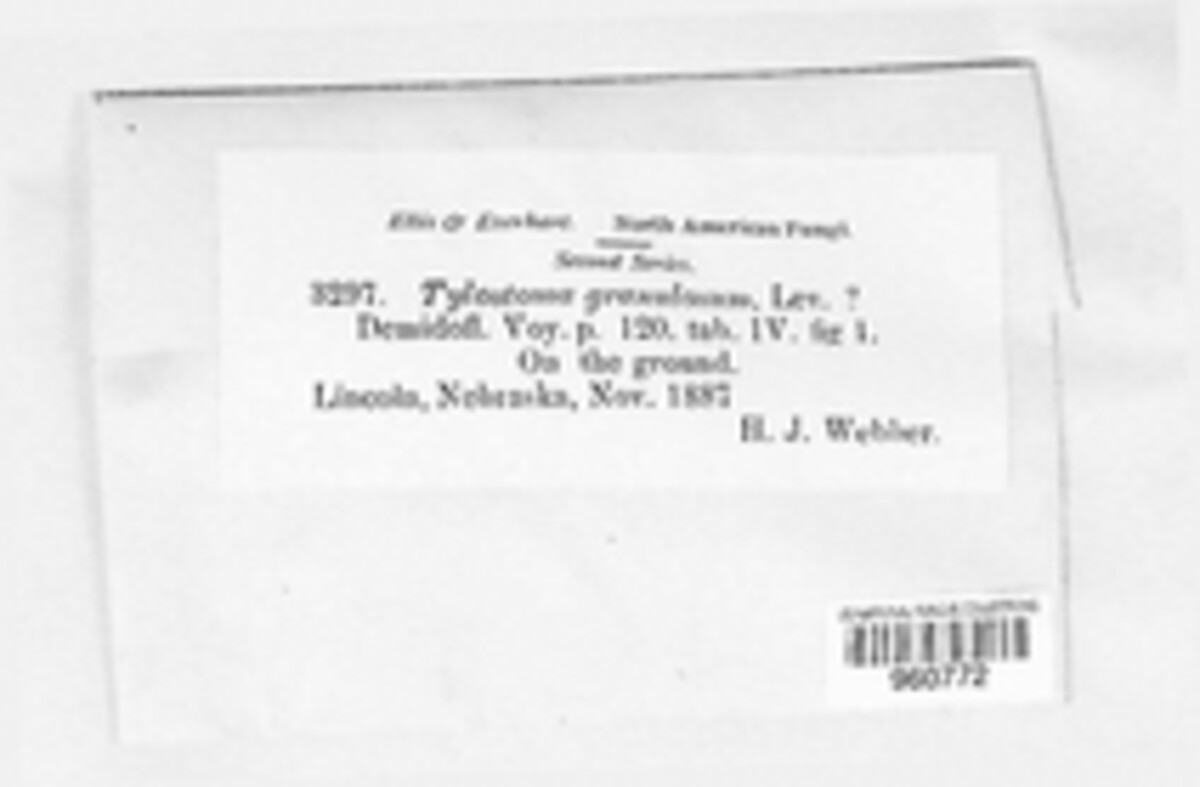 Ellis & Everhart. North American Fungi.
Second Series.
3297. Tylostoma granulosum, Lev. ?
Demidoff. Voy. p. 120. tab. IV. fig 1.
On the ground.
Lincoln, Nebraska, Nov. 1887
H. J. Webber.
960772